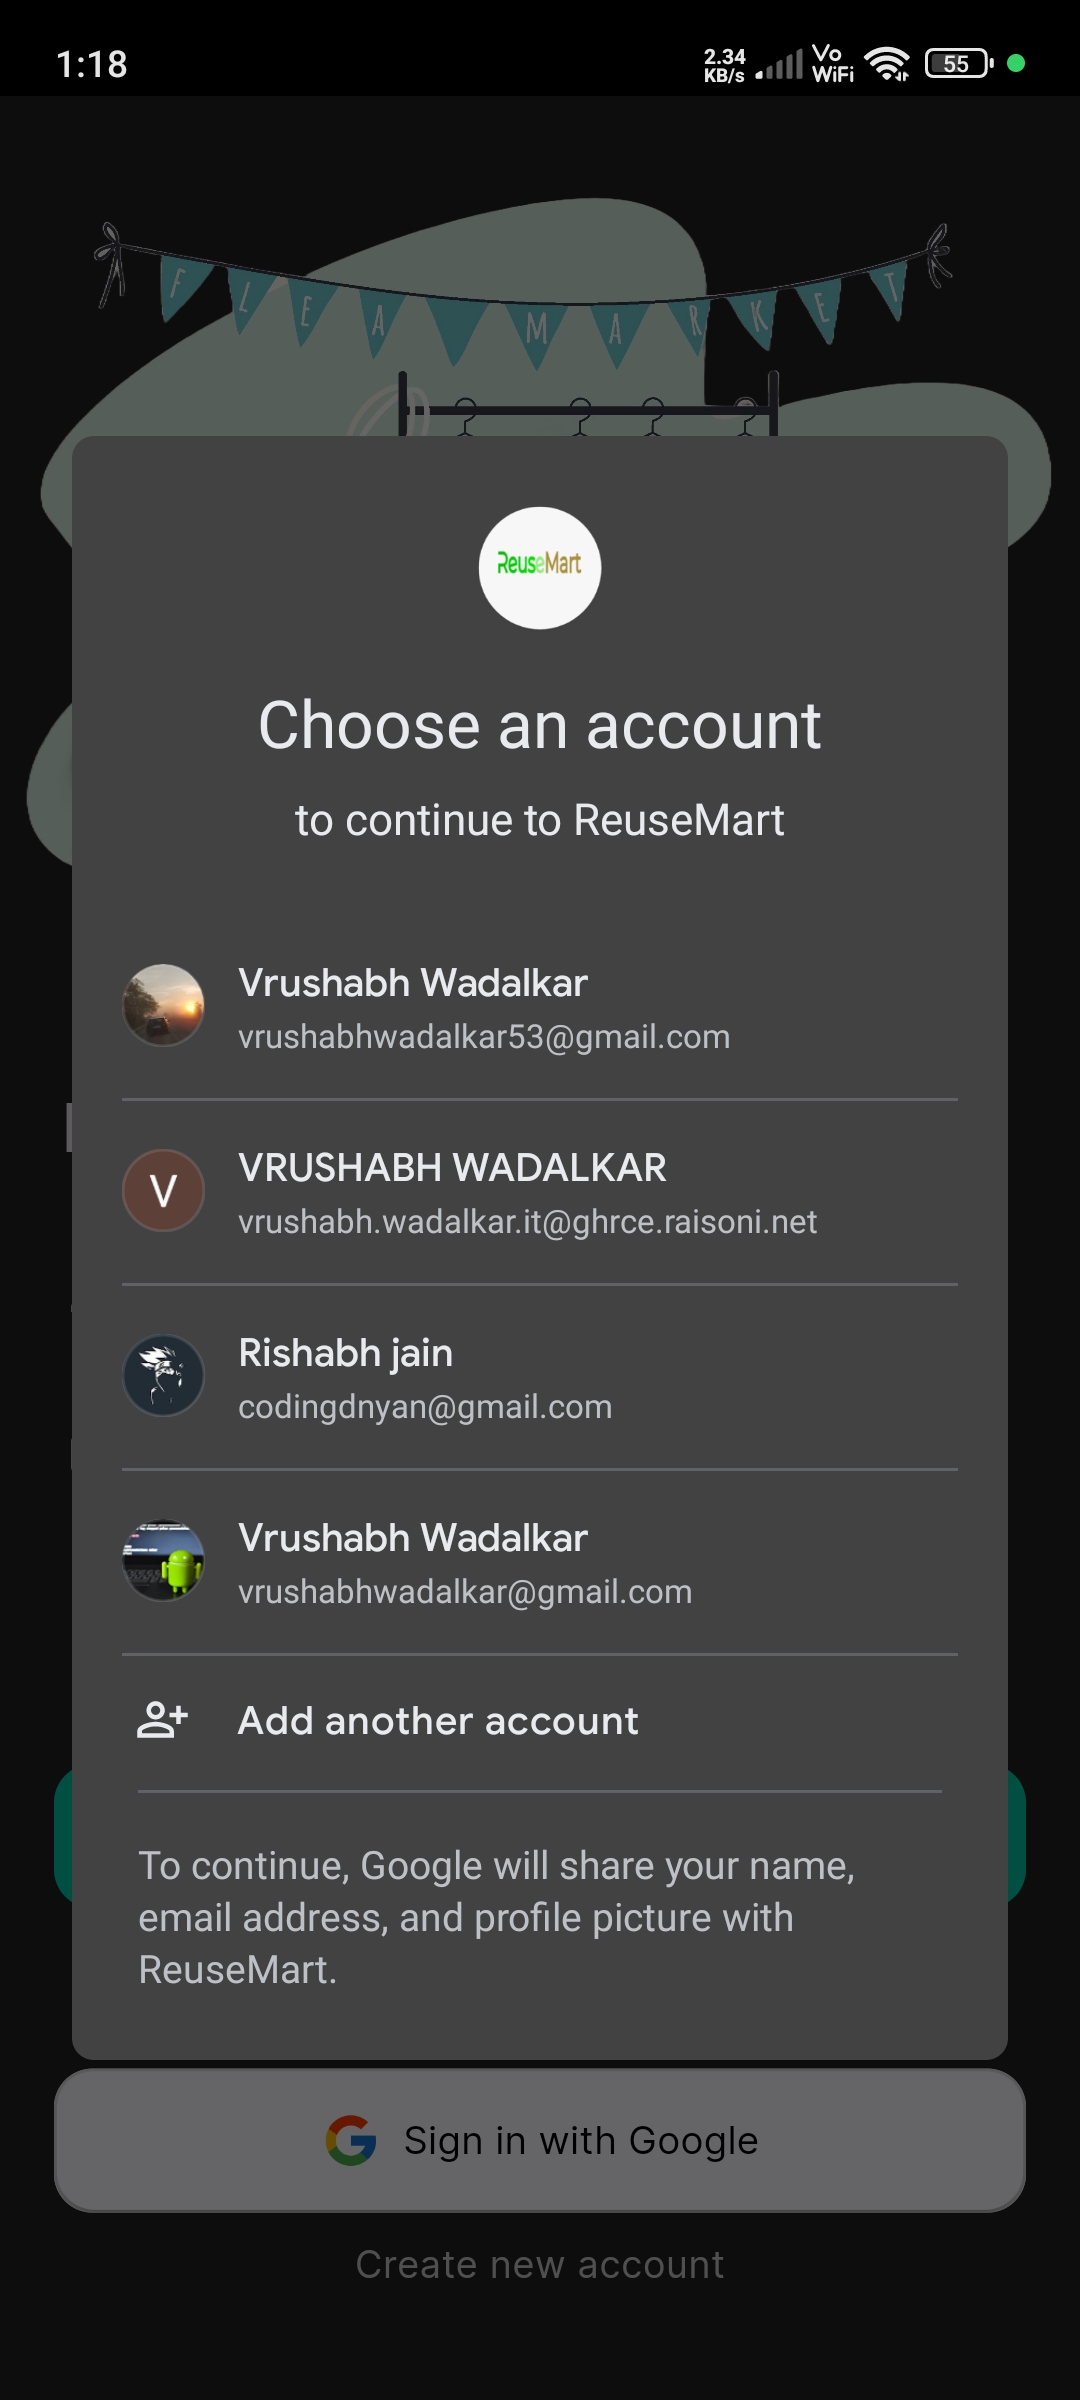 1:18
2.34
KB/s
Vo
WiFi
55
FLEA MARKET
ReuseMart
Choose an account
to continue to ReuseMart
Vrushabh Wadalkar
vrushabhwadalkar53@gmail.com
V
VRUSHABH WADALKAR
vrushabh.wadalkar.it@ghrce.raisoni.net
Rishabh jain
codingdnyan@gmail.com
Vrushabh Wadalkar
vrushabhwadalkar@gmail.com
Add another account
To continue, Google will share your name,
email address, and profile picture with
ReuseMart.
Sign in with Google
Create new account